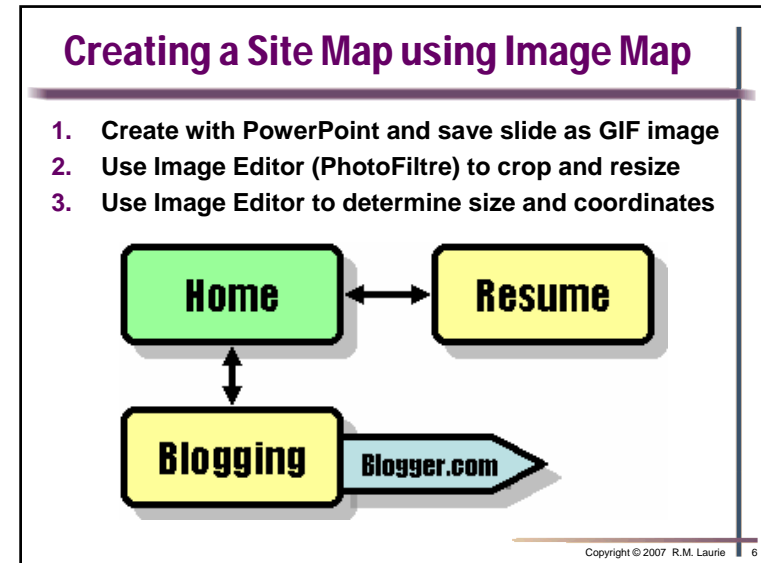 Creating a Site Map using Image Map
1. Create with PowerPoint and save slide as GIF image
2. Use Image Editor (PhotoFiltre) to crop and resize
3. Use Image Editor to determine size and coordinates
Home
Resume
Blogging
Blogger.com
Copyright © 2007 R.M. Laurie 6